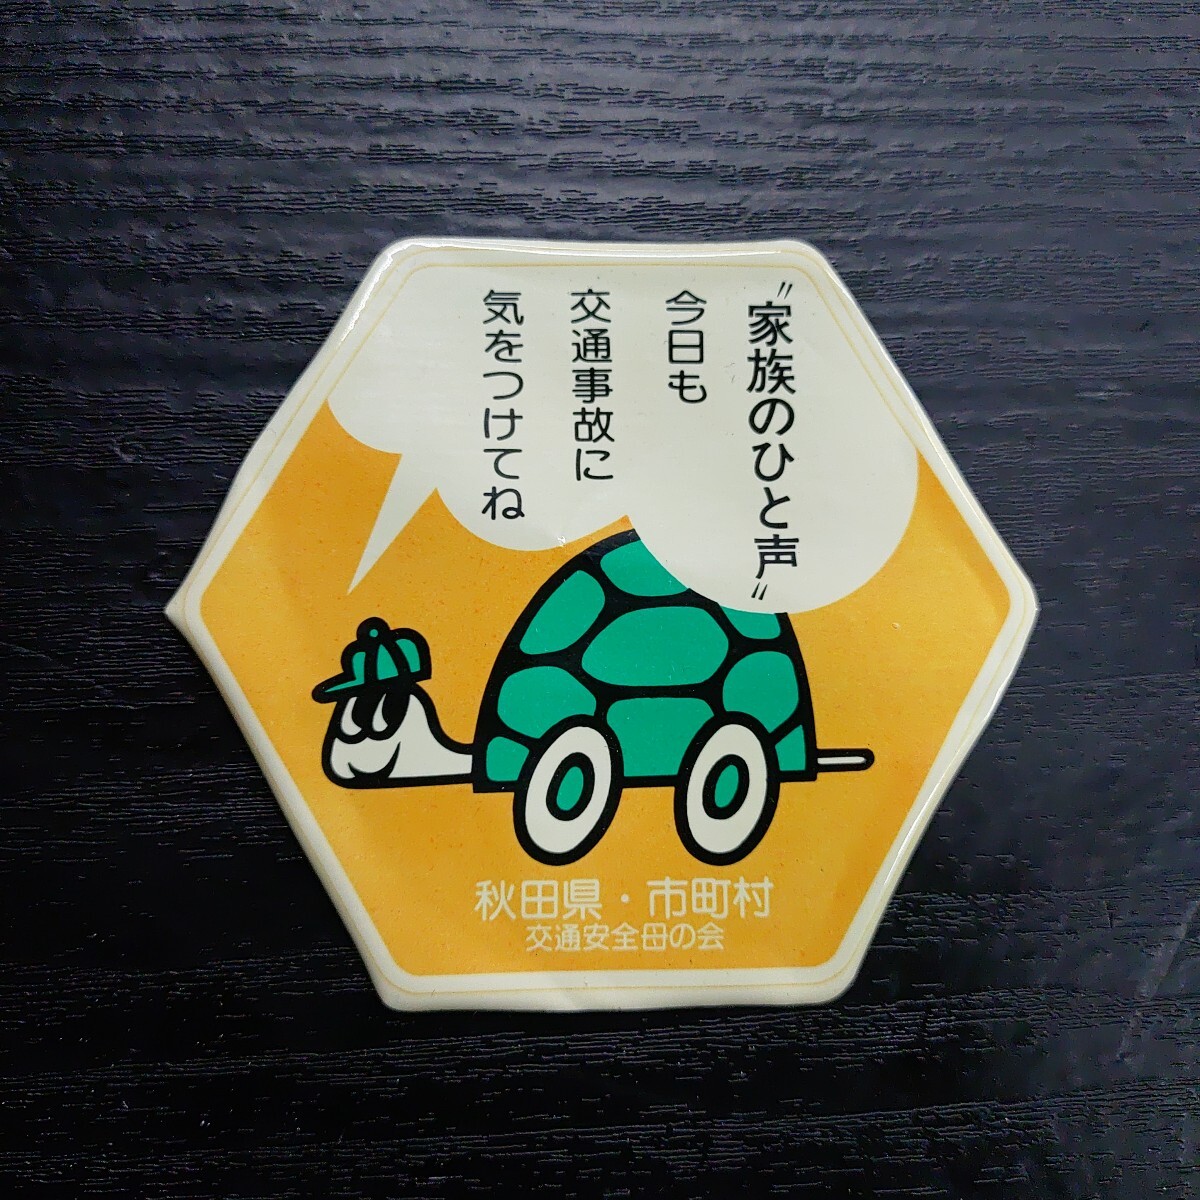 〝家族のひと声〟
今日も
交通事故に
気をつけてね
秋田県・市町村
交通安全母の会